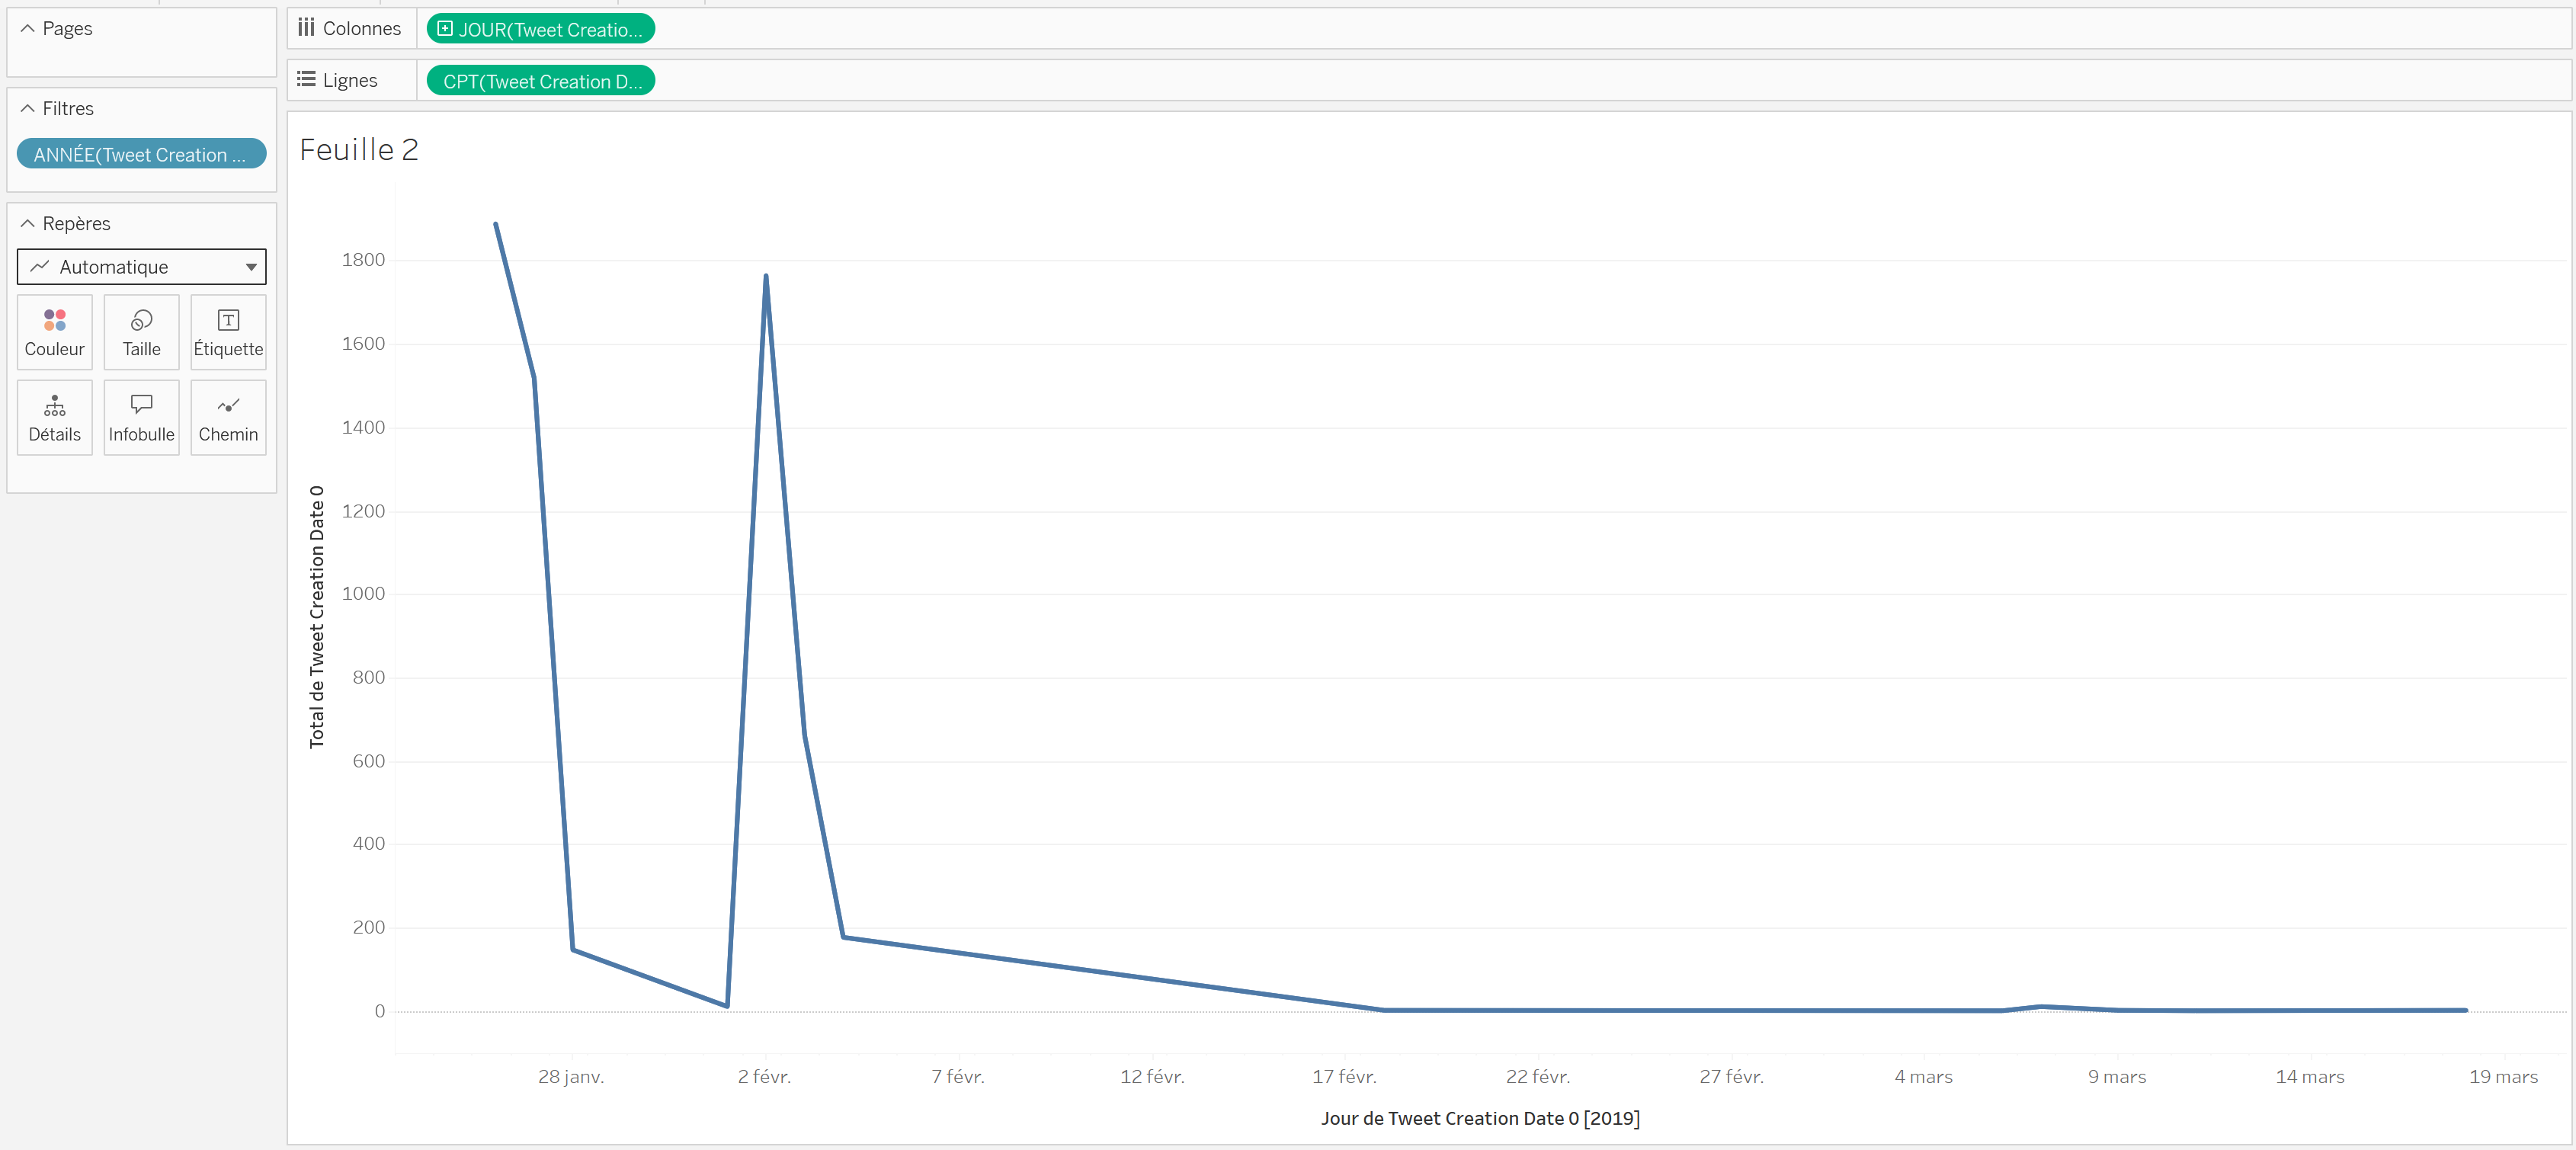 Pages
Filtres
ANNÉE(Tweet Creation ...
Repères
Automatique
Couleur
Taille
Étiquette
Détails
Infobulle
Chemin
Colonnes
JOUR(Tweet Creatio...
Lignes
CPT(Tweet Creation D...
Feuille 2
Total de Tweet Creation Date 0
1800
1600
1400
1200
1000
800
600
400
200
0
28 janv.
2 févr.
7 févr.
12 févr.
17 févr.
22 févr.
27 févr.
4 mars
9 mars
14 mars
19 mars
Jour de Tweet Creation Date 0 [2019]